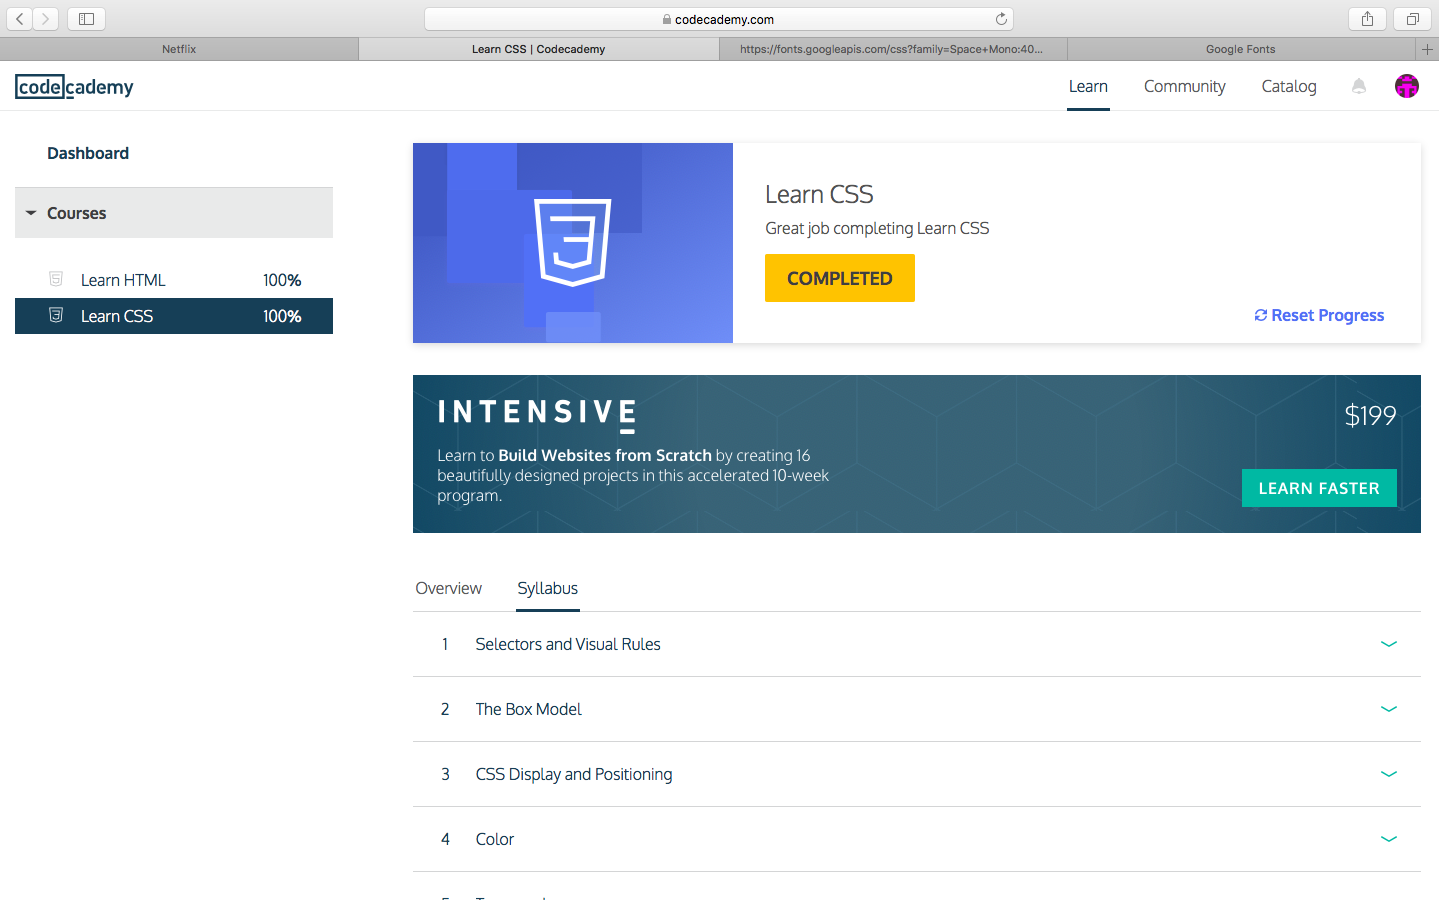 codecademy.com
Netflix
Learn CSS | Codecademy
https://fonts.googleapis.com/css?family=Space+Mono:40...
Google Fonts
codecademy
Learn
Community
Catalog
Dashboard
Courses
Learn HTML 100%
Learn CSS 100%
Learn CSS
Great job completing Learn CSS
COMPLETED
Reset Progress
INTENSIVE
$199
Learn to Build Websites from Scratch by creating 16
beautifully designed projects in this accelerated 10-week
program.
LEARN FASTER
Overview
Syllabus
1 Selectors and Visual Rules
2 The Box Model
3 CSS Display and Positioning
4 Color